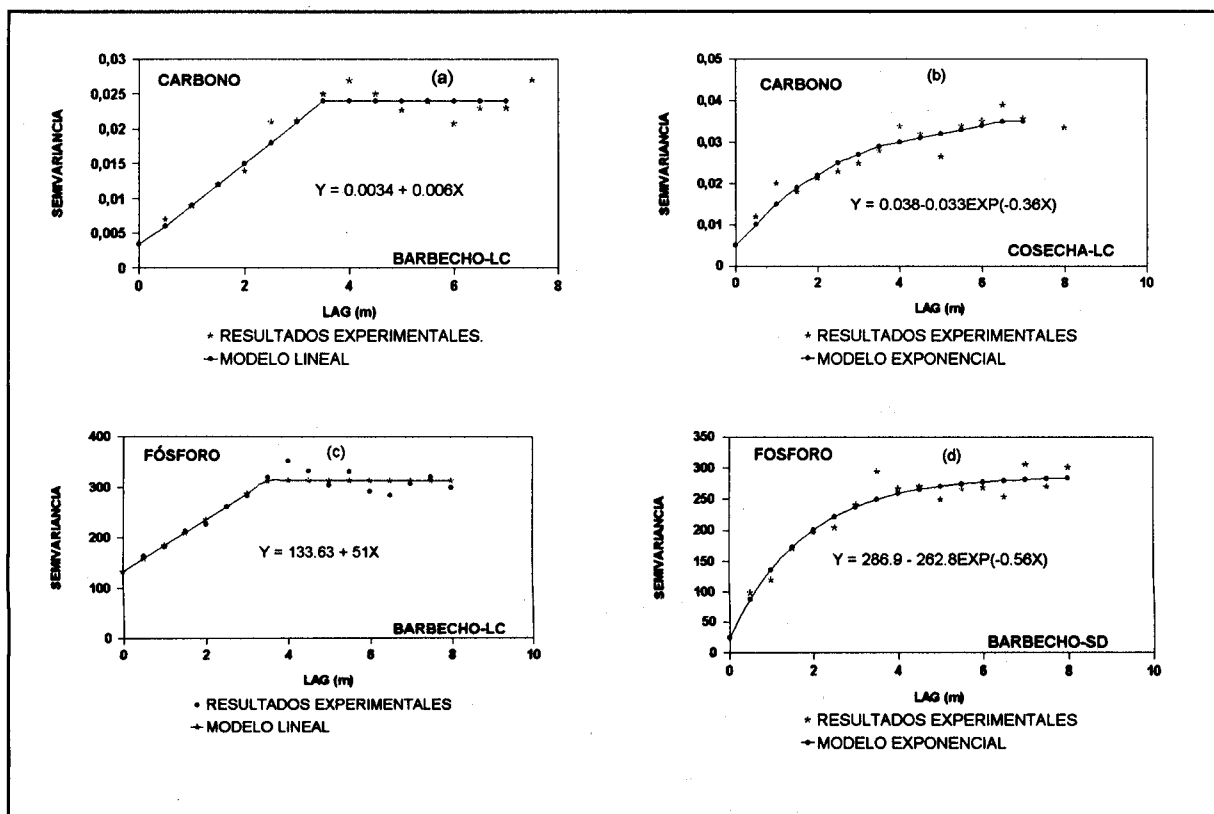 CARBONO
(a)
SEMIVARIANCIA
0,03
0,025
0,02
0,015
0,01
0,005
0
Y = 0.0034 + 0.006X
BARBECHO-LC
0 2 4 6 8
LAG (m)
* RESULTADOS EXPERIMENTALES.
MODELO LINEAL
CARBONO
(b)
SEMIVARIANCIA
0,05
0,04
0,03
0,02
0,01
0
Y = 0.038-0.033EXP(-0.36X)
COSECHA-LC
0 2 4 6 8 10
LAG (m)
* RESULTADOS EXPERIMENTALES
MODELO EXPONENCIAL
FÓSFORO
(c)
SEMIVARIANCIA
400
300
200
100
0
Y = 133.63 + 51X
BARBECHO-LC
0 2 4 6 8 10
LAG (m)
• RESULTADOS EXPERIMENTALES
MODELO LINEAL
FOSFORO
(d)
SEMIVARIANCIA
350
300
250
200
150
100
50
0
Y = 286.9 - 262.8EXP(-0.56X)
BARBECHO-SD
0 2 4 6 8 10
LAG (m)
* RESULTADOS EXPERIMENTALES
MODELO EXPONENCIAL